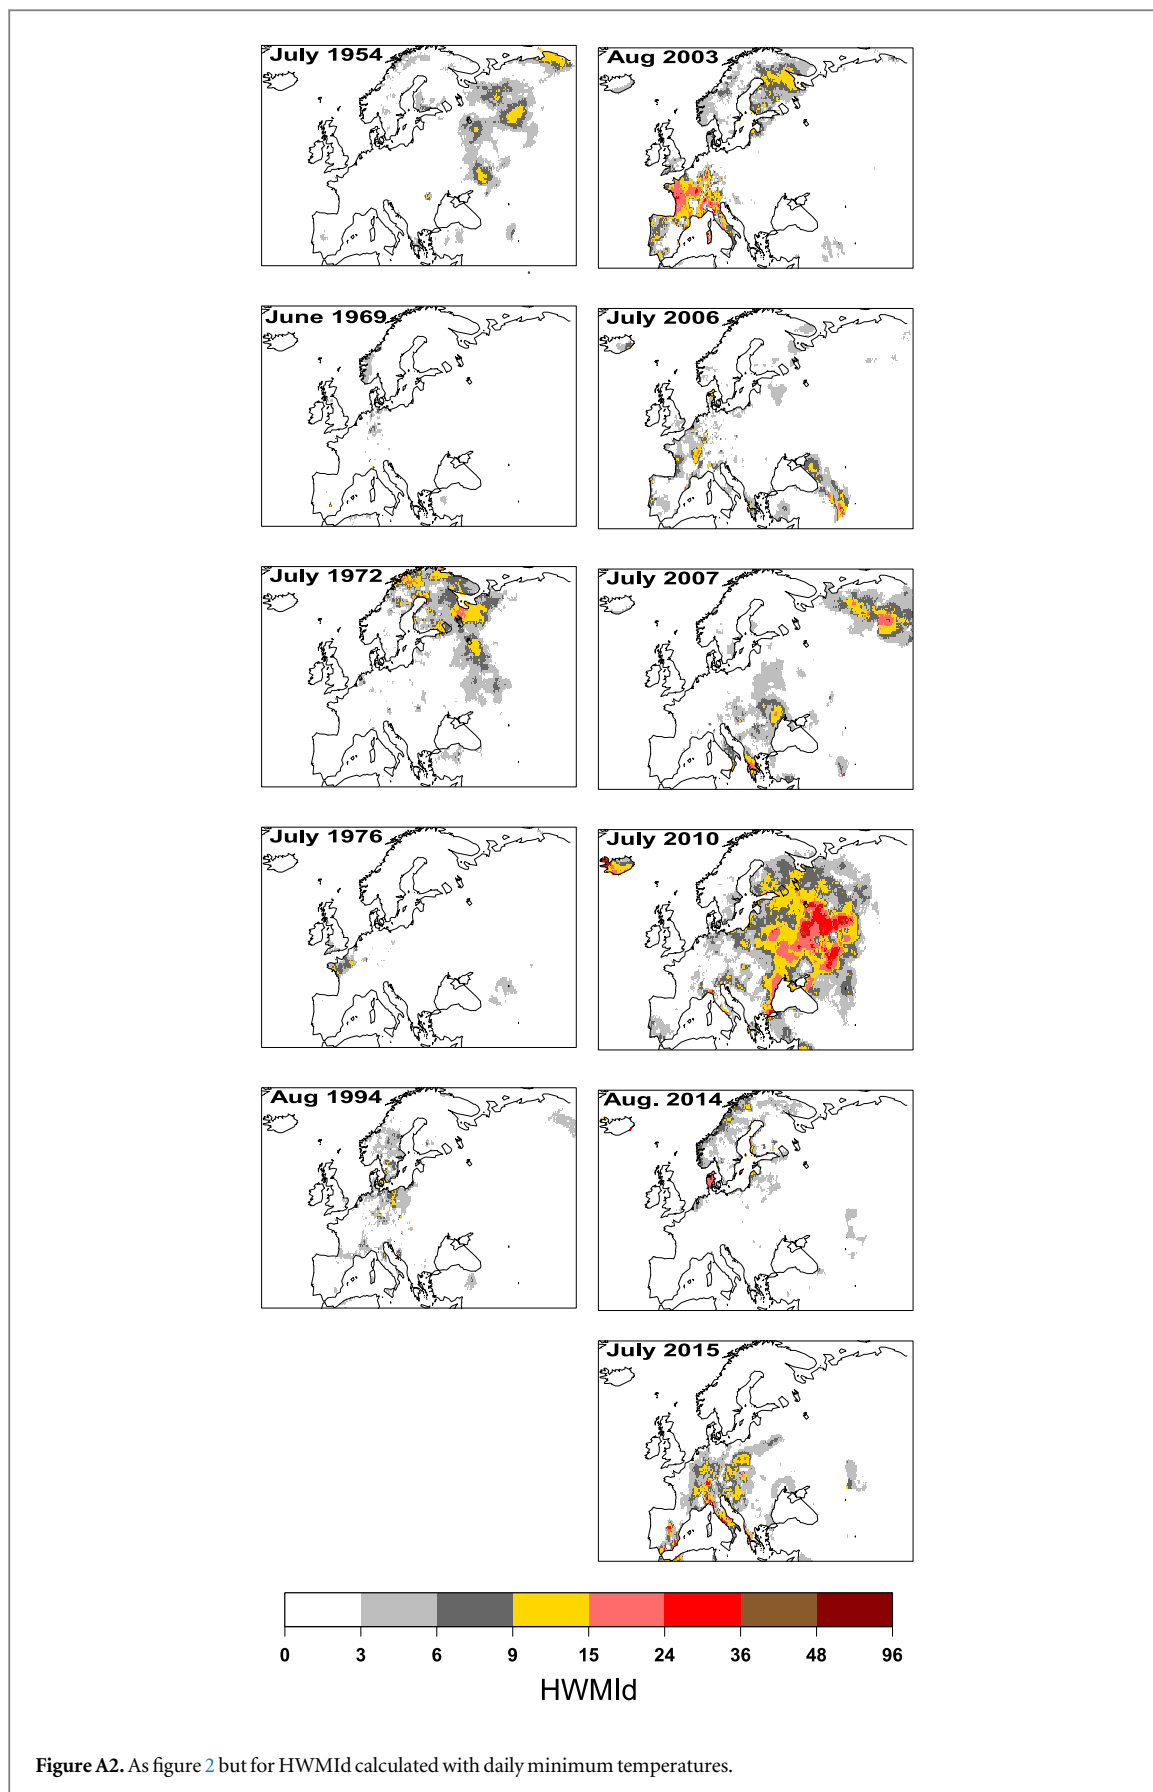 July 1954
Aug 2003
June 1969
July 2006
July 1972
July 2007
July 1976
July 2010
Aug 1994
Aug. 2014
July 2015
0 3 6 9 15 24 36 48 96
HWMId
Figure A2. As figure 2 but for HWMId calculated with daily minimum temperatures.